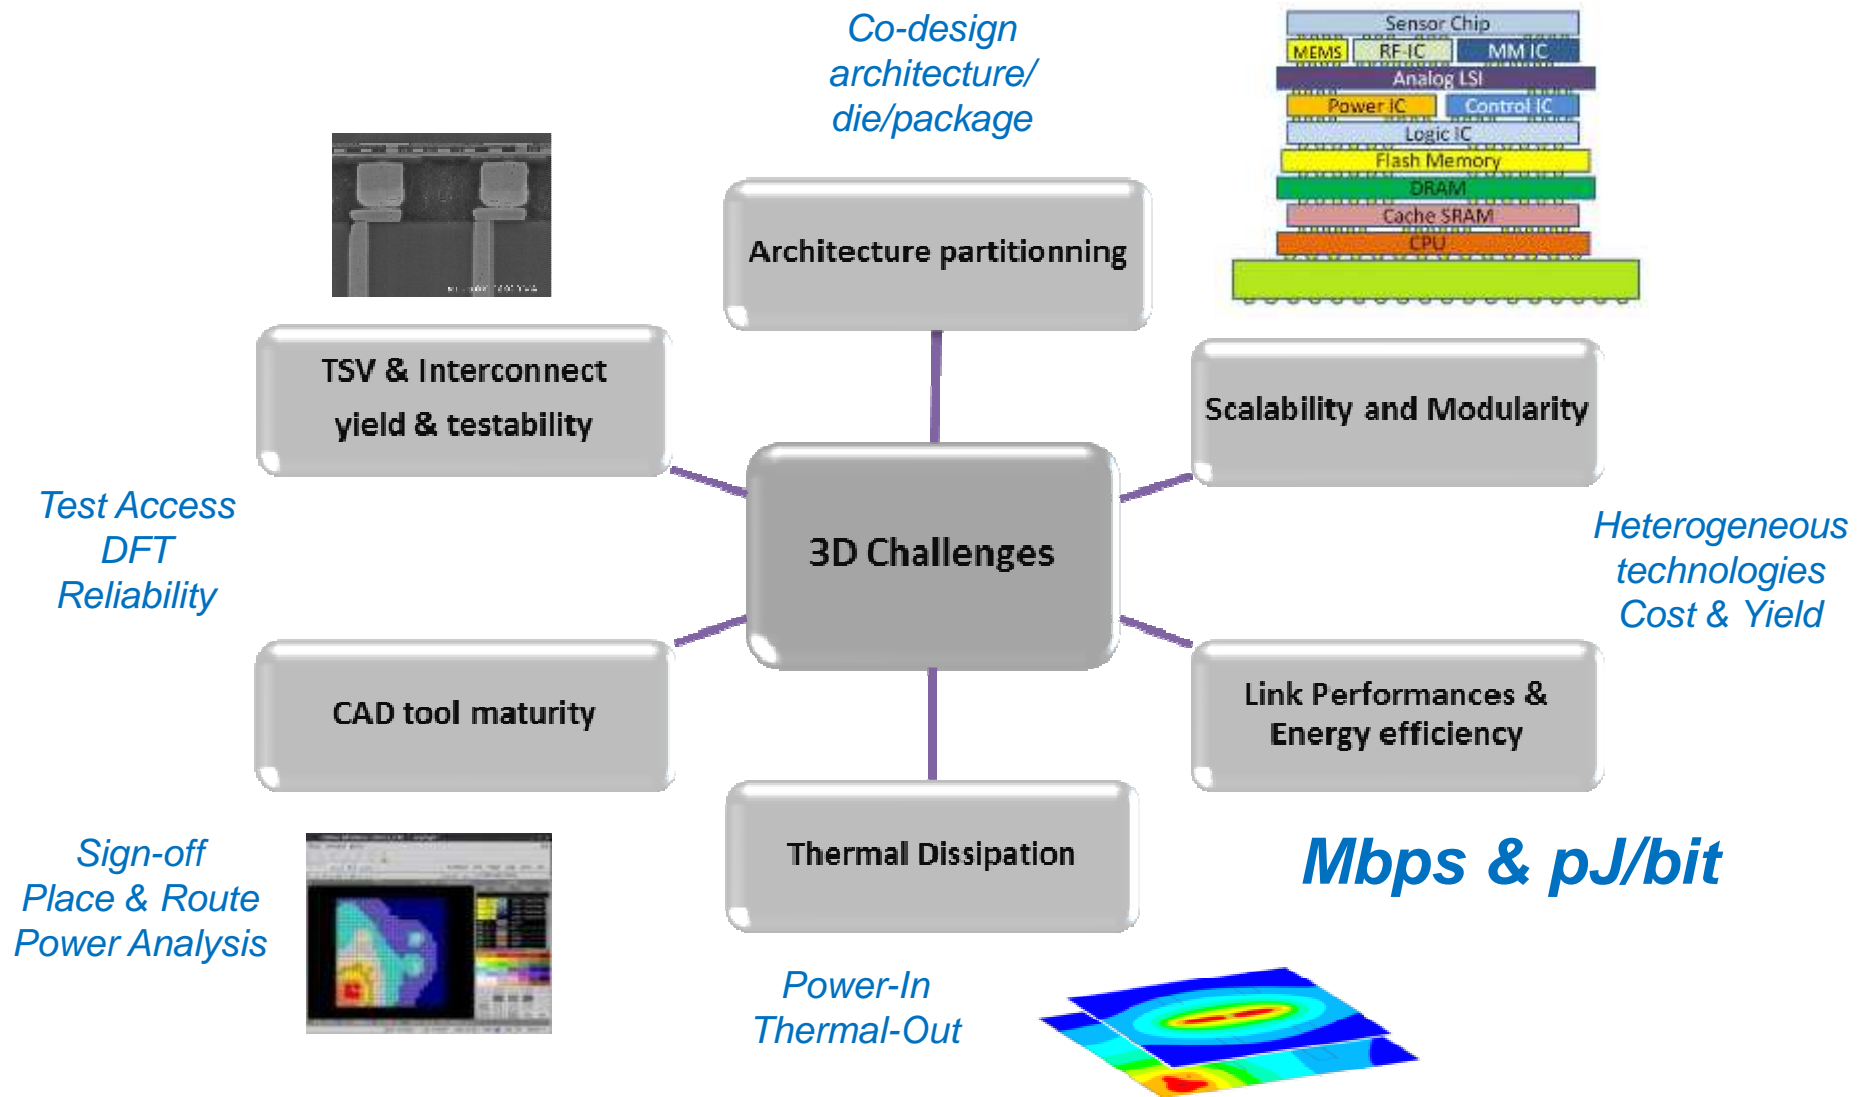 Co-design
architecture/
die/package
Sensor Chip
MEMS RF-IC MM IC
Analog LSI
Power IC Control IC
Logic IC
Flash Memory
DRAM
Cache SRAM
CPU
Architecture partitionning
TSV & Interconnect
yield & testability
Scalability and Modularity
Test Access
DFT
Reliability
3D Challenges
Heterogeneous
technologies
Cost & Yield
CAD tool maturity
Link Performances &
Energy efficiency
Sign-off
Place & Route
Power Analysis
Thermal Dissipation
Mbps & pJ/bit
Power-In
Thermal-Out